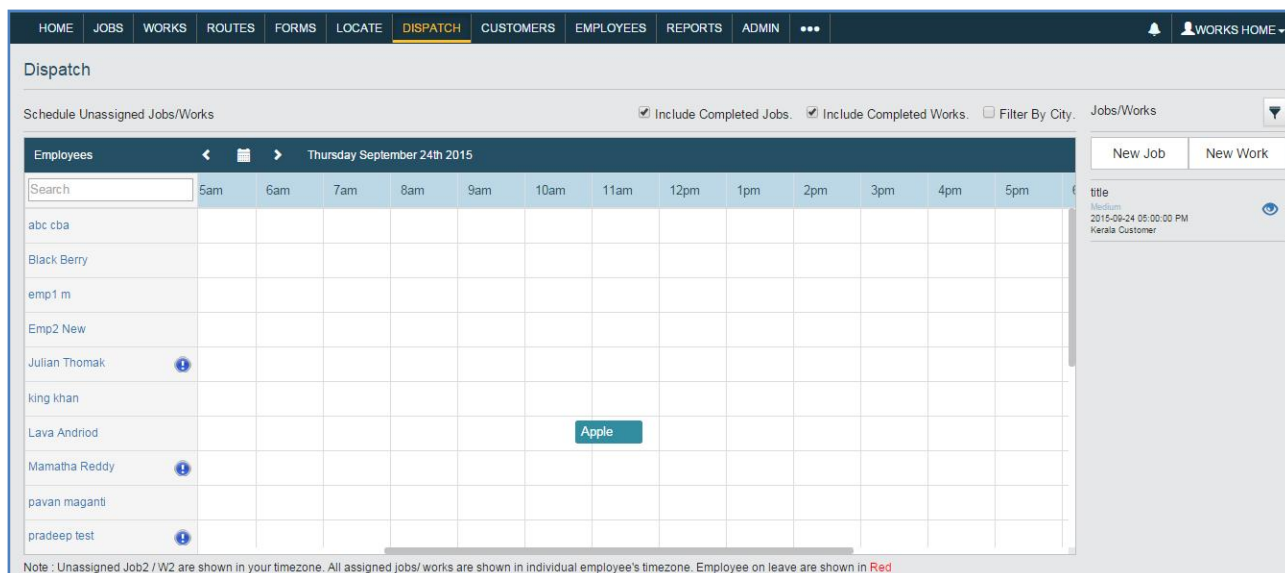 HOME JOBS WORKS ROUTES FORMS LOCATE DISPATCH CUSTOMERS EMPLOYEES REPORTS ADMIN ••• WORKS HOME
Dispatch
Schedule Unassigned Jobs/Works Include Completed Jobs. Include Completed Works. Filter By City. Jobs/Works
Employees Thursday September 24th 2015 New Job New Work
Search 5am 6am 7am 8am 9am 10am 11am 12pm 1pm 2pm 3pm 4pm 5pm
title
Medium
2015-09-24 05:00:00 PM
Kerala Customer
abc cba
Black Berry
emp1 m
Emp2 New
Julian Thomak
king khan
Lava Andriod Apple
Mamatha Reddy
pavan maganti
pradeep test
Note : Unassigned Job2 / W2 are shown in your timezone. All assigned jobs/ works are shown in individual employee's timezone. Employee on leave are shown in Red